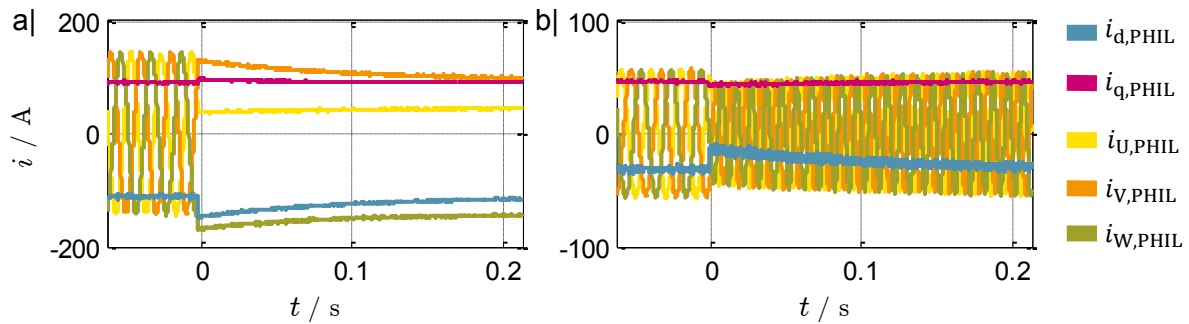 a|
200
0
-200
i / A
0
0.1
0.2
t / s
b|
100
0
-100
0
0.1
0.2
t / s
i_d,PHIL
i_q,PHIL
i_U,PHIL
i_V,PHIL
i_W,PHIL